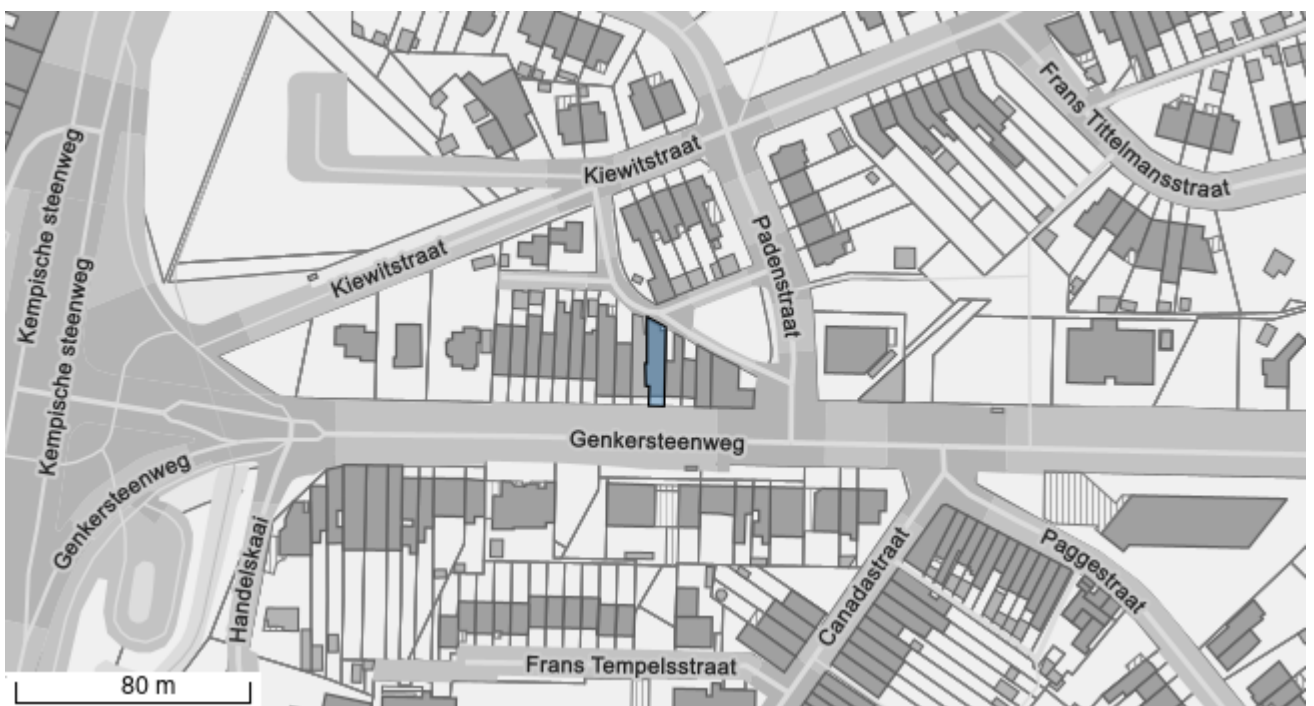 Frans Tittelmansstraat
Kiewitstraat
Kempische steenweg
Padenstraat
Kiewitstraat
Kempische steenweg
Genkersteenweg
Genkersteenweg
Handelskaai
Canadastraat
Paggestraat
Frans Tempelsstraat
80 m